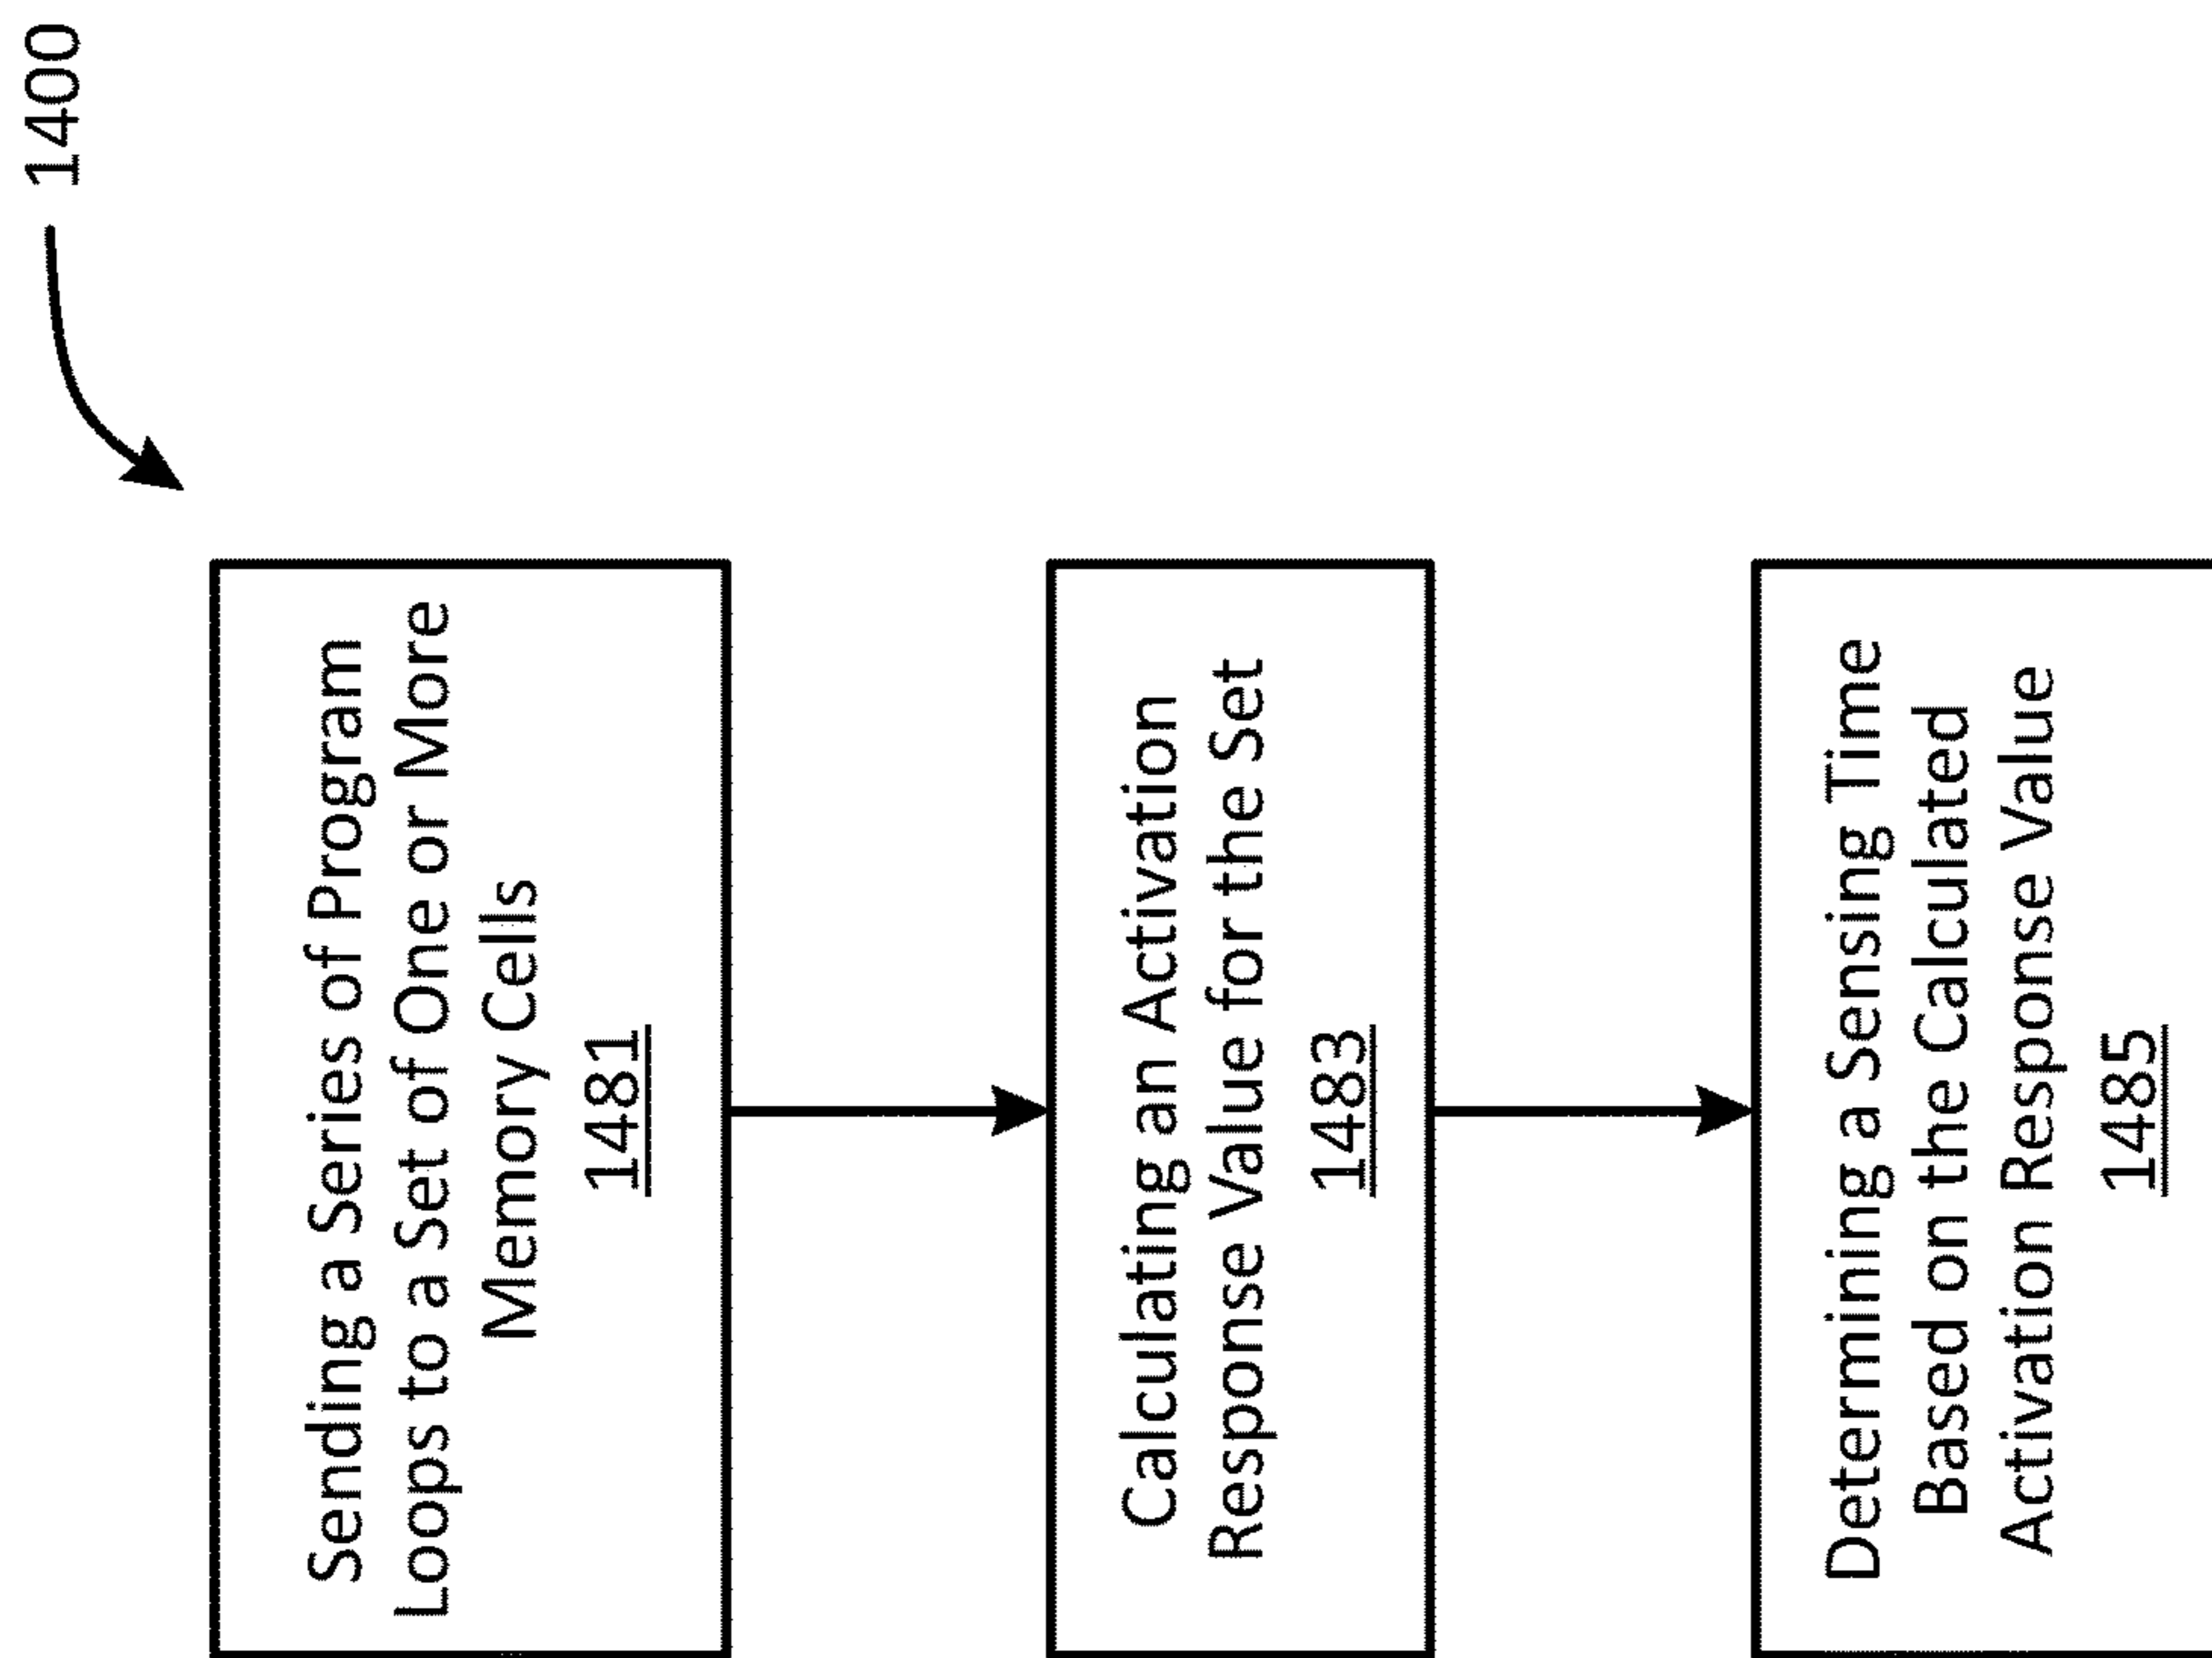 1400
Sending a Series of Program
Loops to a Set of One or More
Memory Cells
1481
Calculating an Activation
Response Value for the Set
1483
Determining a Sensing Time
Based on the Calculated
Activation Response Value
1485